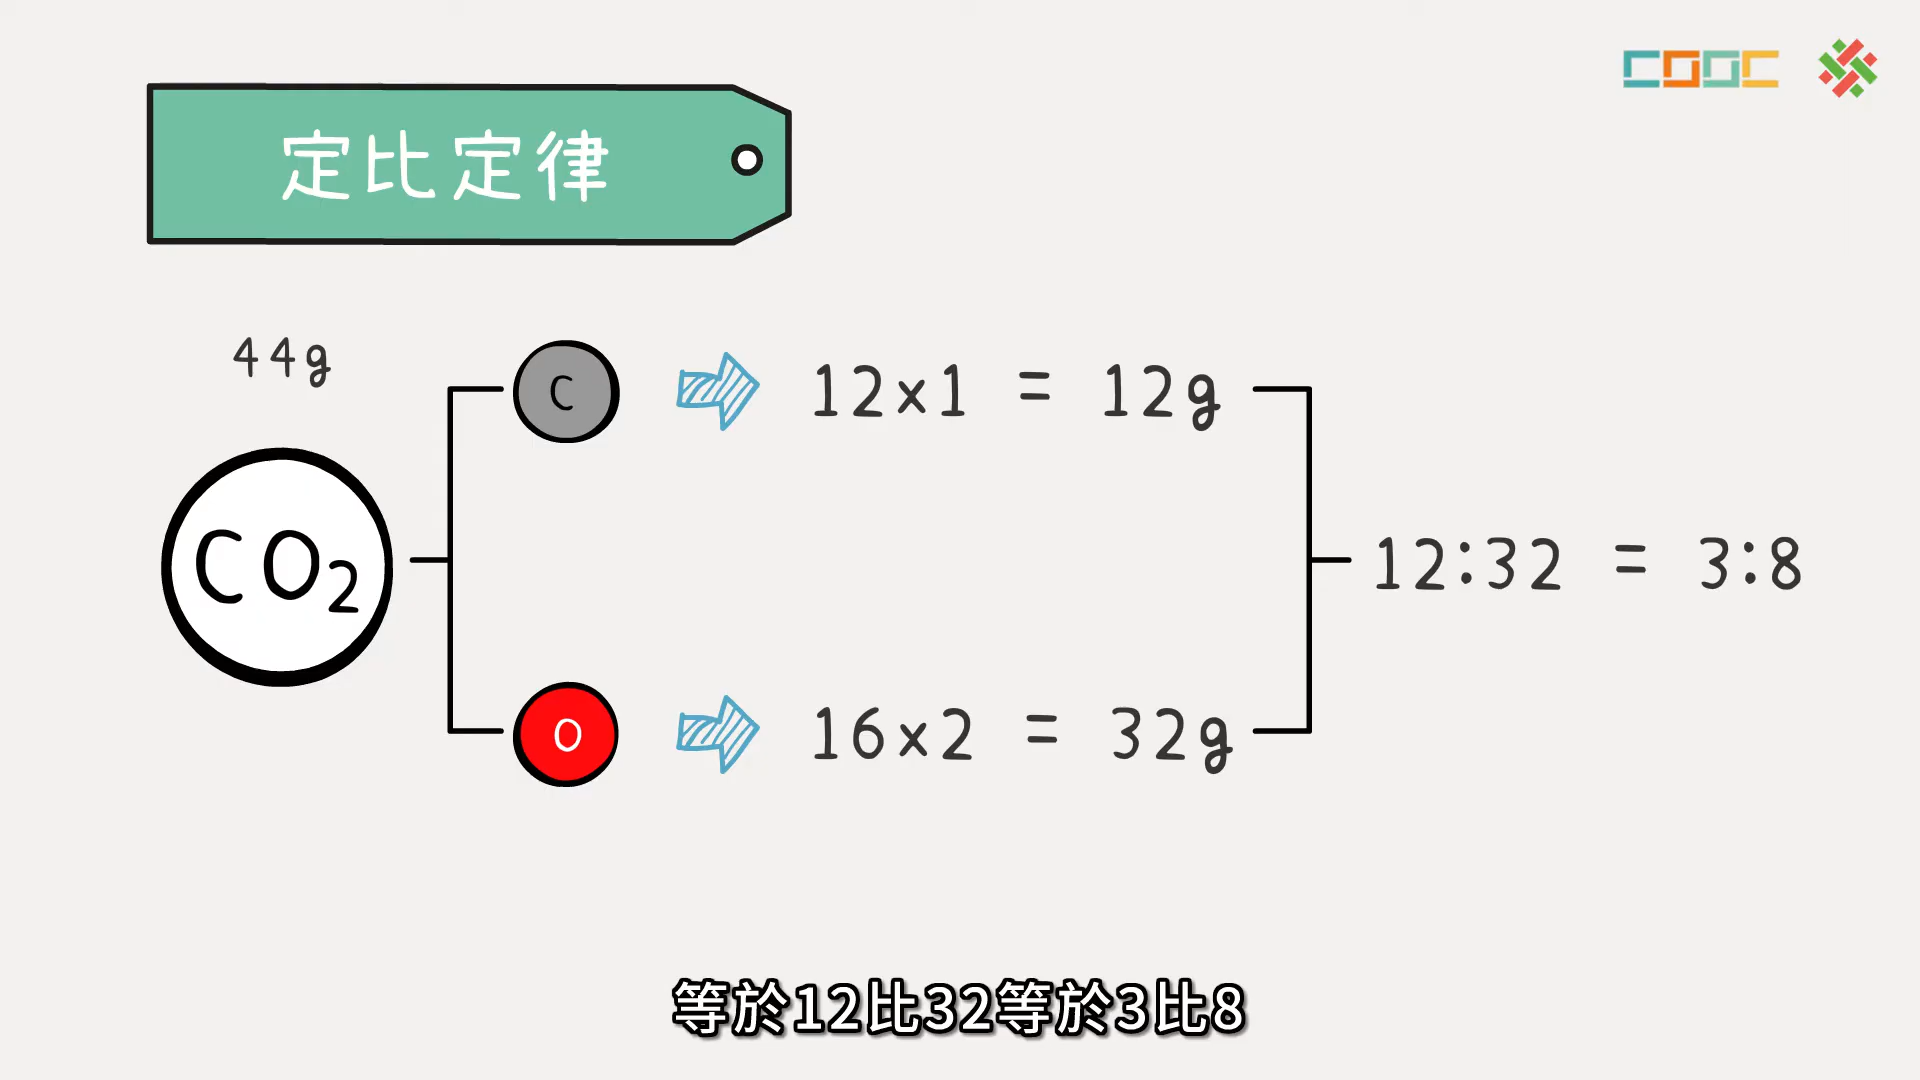 COOC
定比定律
44g
C
12x1 = 12g
CO₂
12:32 = 3:8
O
16x2 = 32g
等於12比32等於3比8